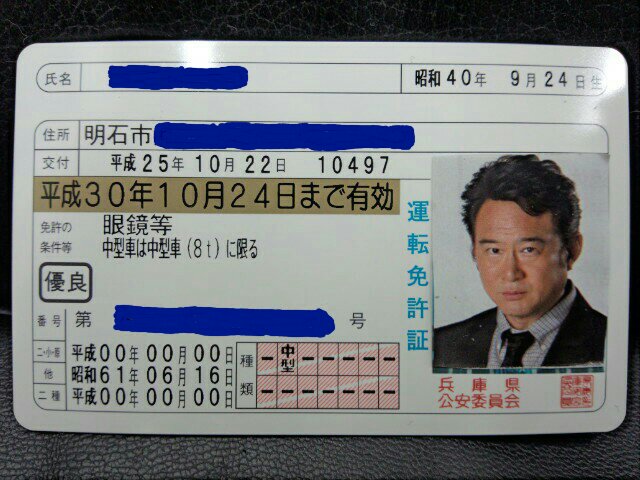 氏名
昭和40年 9月24日生
住所 明石市
交付 平成25年10月22日 10497
平成30年10月24日まで有効
免許の条件等 眼鏡等
中型車は中型車(8t)に限る
優良
番号 第 号
二・小・原 平成00年00月00日
他 昭和61年06月16日
二種 平成00年00月00日
種類 中型
運転免許証
兵庫県
公安委員会